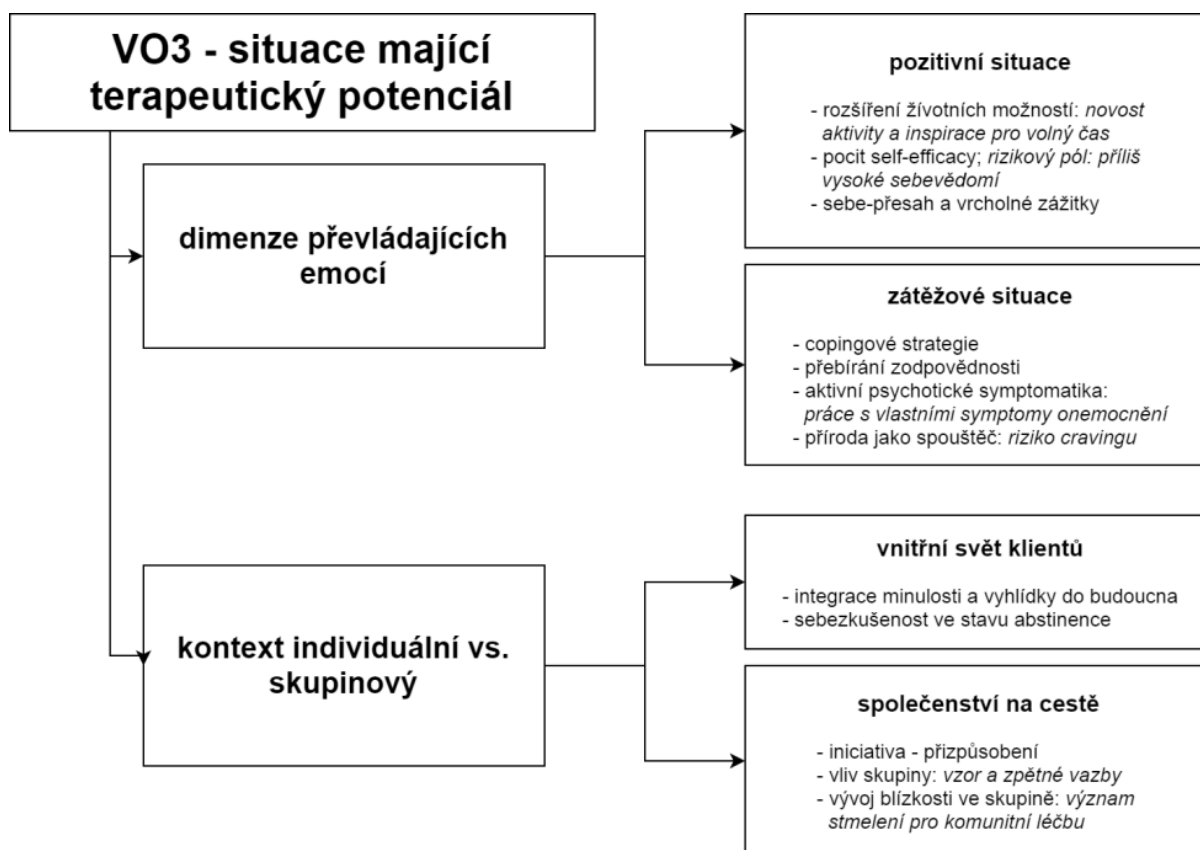 VO3 - situace mající
terapeutický potenciál
dimenze převládajících
emocí
pozitivní situace
- rozšíření životních možností: novost
aktivity a inspirace pro volný čas
- pocit self-efficacy; rizikový pól: příliš
vysoké sebevědomí
- sebe-přesah a vrcholné zážitky
zátěžové situace
- copingové strategie
- přebírání zodpovědnosti
- aktivní psychotické symptomatika:
práce s vlastními symptomy onemocnění
- příroda jako spouštěč: riziko cravingu
kontext individuální vs.
skupinový
vnitřní svět klientů
- integrace minulosti a vyhlídky do budoucna
- sebezkušenost ve stavu abstinence
společenství na cestě
- iniciativa - přizpůsobení
- vliv skupiny: vzor a zpětné vazby
- vývoj blízkosti ve skupině: význam
stmelení pro komunitní léčbu